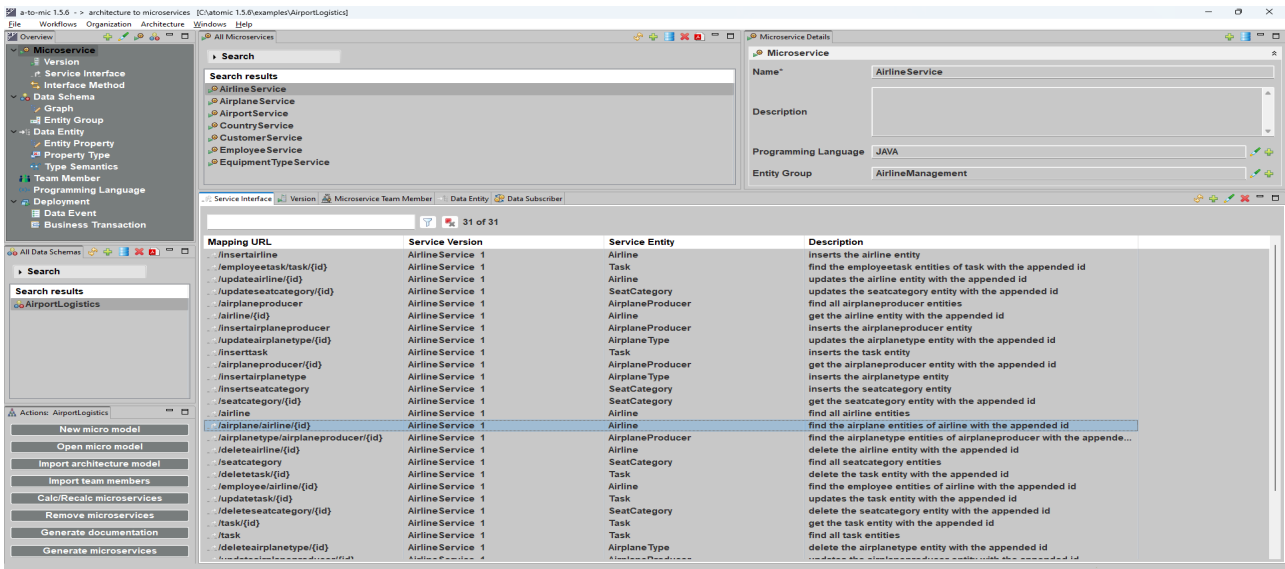 a-to-mic 1.5.6 - -> architecture to microservices [C:\atomic 1.5.6\examples\AirportLogistics]
File Workflows Organization Architecture Windows Help
Overview
Microservice
Version
Service Interface
Interface Method
Data Schema
Graph
Entity Group
Data Entity
Entity Property
Property Type
Type Semantics
Team Member
Programming Language
Deployment
Data Event
Business Transaction
All Data Schemas
Search
Search results
AirportLogistics
Actions: AirportLogistics
New micro model
Open micro model
Import architecture model
Import team members
Calc/Recalc microservices
Remove microservices
Generate documentation
Generate microservices
All Microservices
Search
Search results
AirlineService
AirplaneService
AirportService
CountryService
CustomerService
EmployeeService
EquipmentTypeService
Microservice Details
Microservice
Name* AirlineService
Description
Programming Language JAVA
Entity Group AirlineManagement
Service Interface Version Microservice Team Member Data Entity Data Subscriber
31 of 31
Mapping URL Service Version Service Entity Description
/insertairline AirlineService 1 Airline inserts the airline entity
/employeetask/task/{id} AirlineService 1 Task find the employeetask entities of task with the appended id
/updateairline/{id} AirlineService 1 Airline updates the airline entity with the appended id
/updateseatcategory/{id} AirlineService 1 SeatCategory updates the seatcategory entity with the appended id
/airplaneproducer AirlineService 1 AirplaneProducer find all airplaneproducer entities
/airline/{id} AirlineService 1 Airline get the airline entity with the appended id
/insertairplaneproducer AirlineService 1 AirplaneProducer inserts the airplaneproducer entity
/updateairplanetype/{id} AirlineService 1 AirplaneType updates the airplanetype entity with the appended id
/inserttask AirlineService 1 Task inserts the task entity
/airplaneproducer/{id} AirlineService 1 AirplaneProducer get the airplaneproducer entity with the appended id
/insertairplanetype AirlineService 1 AirplaneType inserts the airplanetype entity
/insertseatcategory AirlineService 1 SeatCategory inserts the seatcategory entity
/seatcategory/{id} AirlineService 1 SeatCategory get the seatcategory entity with the appended id
/airline AirlineService 1 Airline find all airline entities
/airplane/airline/{id} AirlineService 1 Airline find the airplane entities of airline with the appended id
/airplanetype/airplaneproducer/{id} AirlineService 1 AirplaneProducer find the airplanetype entities of airplaneproducer with the appende...
/deleteairline/{id} AirlineService 1 Airline delete the airline entity with the appended id
/seatcategory AirlineService 1 SeatCategory find all seatcategory entities
/deletetask/{id} AirlineService 1 Task delete the task entity with the appended id
/employee/airline/{id} AirlineService 1 Airline find the employee entities of airline with the appended id
/updatetask/{id} AirlineService 1 Task updates the task entity with the appended id
/deleteseatcategory/{id} AirlineService 1 SeatCategory delete the seatcategory entity with the appended id
/task/{id} AirlineService 1 Task get the task entity with the appended id
/task AirlineService 1 Task find all task entities
/deleteairplanetype/{id} AirlineService 1 AirplaneType delete the airplanetype entity with the appended id